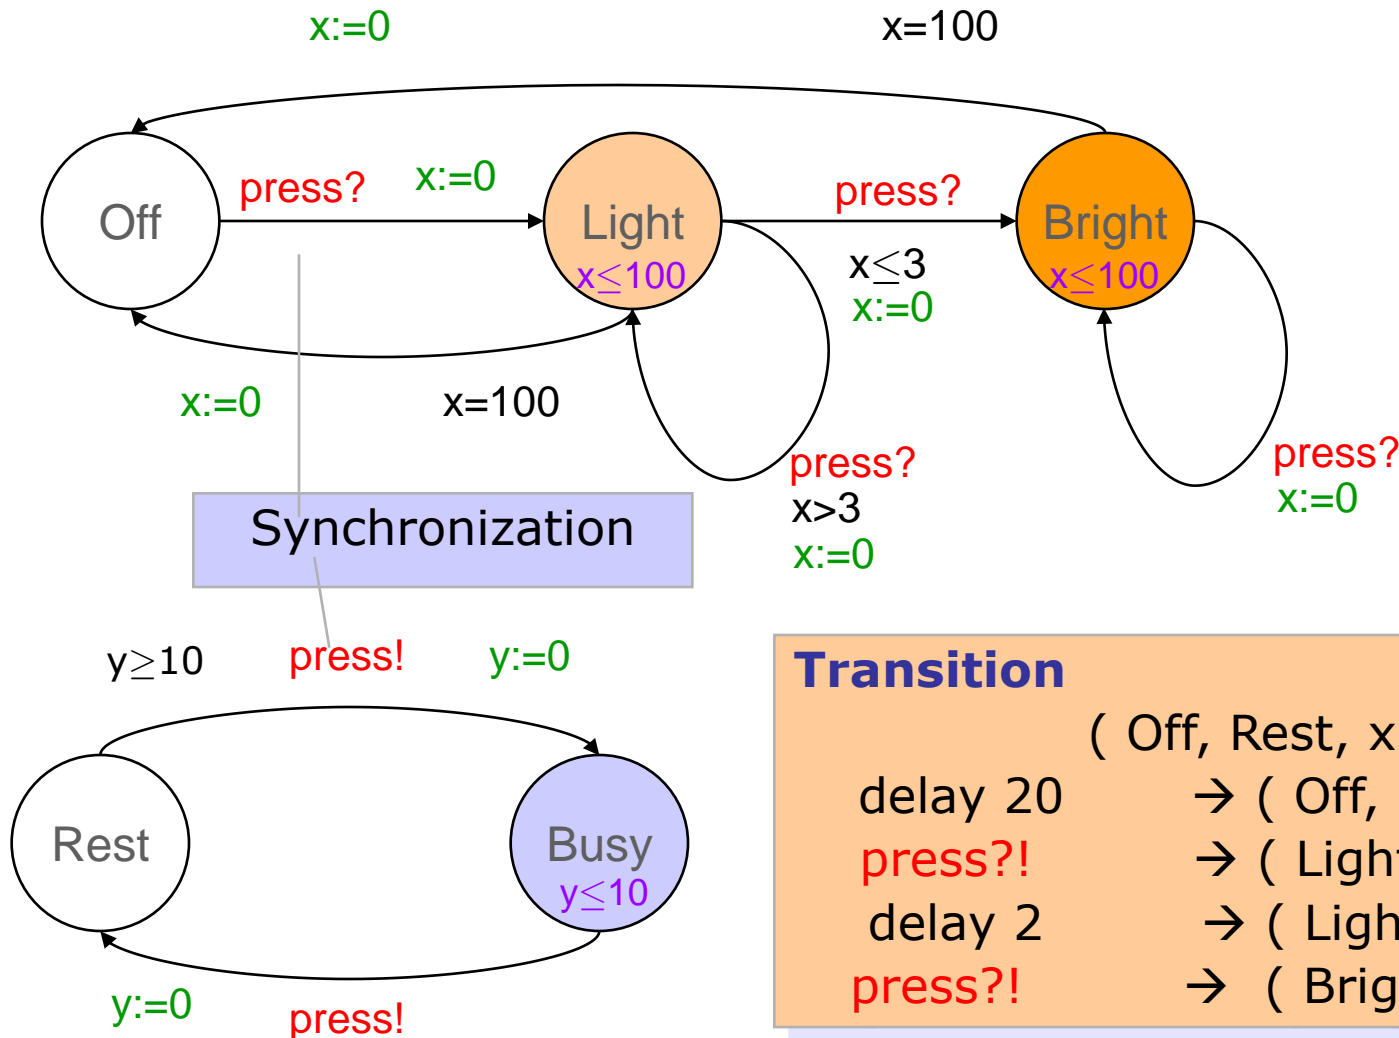 x:=0 x=100
press? x:=0 press?
Off Light Bright
x≤100 x≤3 x≤100
x:=0
x:=0 x=100
press? press?
x>3 x:=0
x:=0
Synchronization
y≥10 press! y:=0
Rest Busy
y≤10
y:=0 press!
Transition
( Off, Rest, x
delay 20 → ( Off,
press?! → ( Light
delay 2 → ( Ligh
press?! → ( Brig